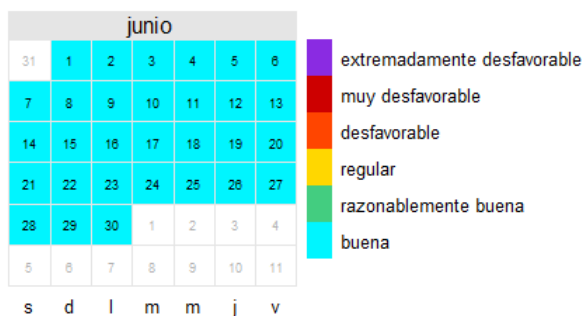 junio
31 1 2 3 4 5 6
7 8 9 10 11 12 13
14 15 16 17 18 19 20
21 22 23 24 25 26 27
28 29 30 1 2 3 4
5 6 7 8 9 10 11
s d l m m j v
extremadamente desfavorable
muy desfavorable
desfavorable
regular
razonablemente buena
buena